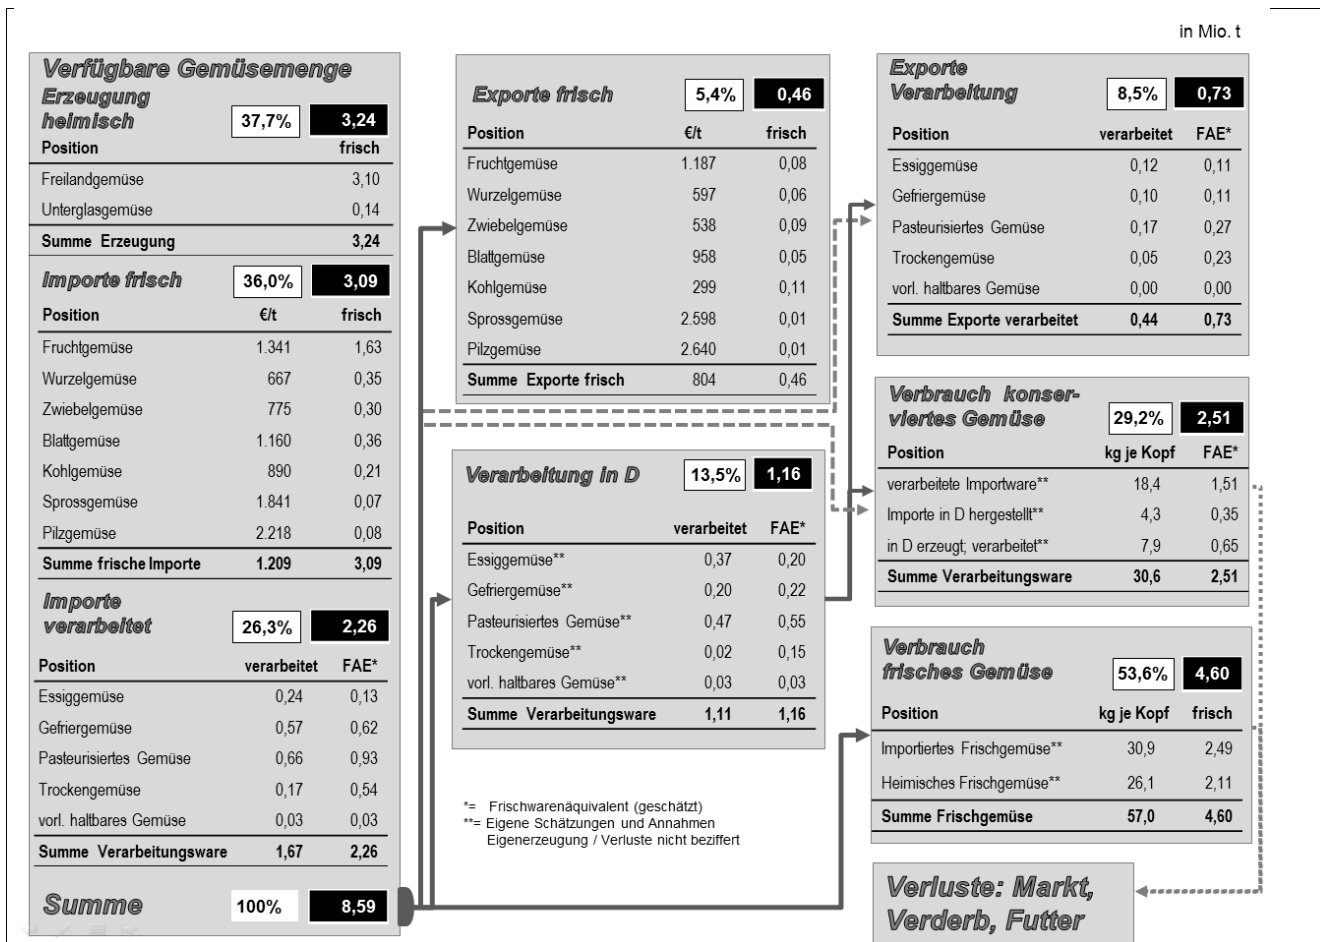 in Mio. t
Verfügbare Gemüsemenge
Erzeugung
heimisch 37,7% 3,24
Position frisch
Freilandgemüse 3,10
Unterglasgemüse 0,14
Summe Erzeugung 3,24
Importe frisch 36,0% 3,09
Position €/t frisch
Fruchtgemüse 1.341 1,63
Wurzelgemüse 667 0,35
Zwiebelgemüse 775 0,30
Blattgemüse 1.160 0,36
Kohlgemüse 890 0,21
Sprossgemüse 1.841 0,07
Pilzgemüse 2.218 0,08
Summe frische Importe 1.209 3,09
Importe
verarbeitet 26,3% 2,26
Position verarbeitet FAE*
Essiggemüse 0,24 0,13
Gefriergemüse 0,57 0,62
Pasteurisiertes Gemüse 0,66 0,93
Trockengemüse 0,17 0,54
vorl. haltbares Gemüse 0,03 0,03
Summe Verarbeitungsware 1,67 2,26
Summe 100% 8,59
Exporte frisch 5,4% 0,46
Position €/t frisch
Fruchtgemüse 1.187 0,08
Wurzelgemüse 597 0,06
Zwiebelgemüse 538 0,09
Blattgemüse 958 0,05
Kohlgemüse 299 0,11
Sprossgemüse 2.598 0,01
Pilzgemüse 2.640 0,01
Summe Exporte frisch 804 0,46
Verarbeitung in D 13,5% 1,16
Position verarbeitet FAE*
Essiggemüse** 0,37 0,20
Gefriergemüse** 0,20 0,22
Pasteurisiertes Gemüse** 0,47 0,55
Trockengemüse** 0,02 0,15
vorl. haltbares Gemüse** 0,03 0,03
Summe Verarbeitungsware 1,11 1,16
*= Frischwarenäquivalent (geschätzt)
**= Eigene Schätzungen und Annahmen
Eigenerzeugung / Verluste nicht beziffert
Exporte
Verarbeitung 8,5% 0,73
Position verarbeitet FAE*
Essiggemüse 0,12 0,11
Gefriergemüse 0,10 0,11
Pasteurisiertes Gemüse 0,17 0,27
Trockengemüse 0,05 0,23
vorl. haltbares Gemüse 0,00 0,00
Summe Exporte verarbeitet 0,44 0,73
Verbrauch konser-
viertes Gemüse 29,2% 2,51
Position kg je Kopf FAE*
verarbeitete Importware** 18,4 1,51
Importe in D hergestellt** 4,3 0,35
in D erzeugt; verarbeitet** 7,9 0,65
Summe Verarbeitungsware 30,6 2,51
Verbrauch
frisches Gemüse 53,6% 4,60
Position kg je Kopf frisch
Importiertes Frischgemüse** 30,9 2,49
Heimisches Frischgemüse** 26,1 2,11
Summe Frischgemüse 57,0 4,60
Verluste: Markt,
Verderb, Futter